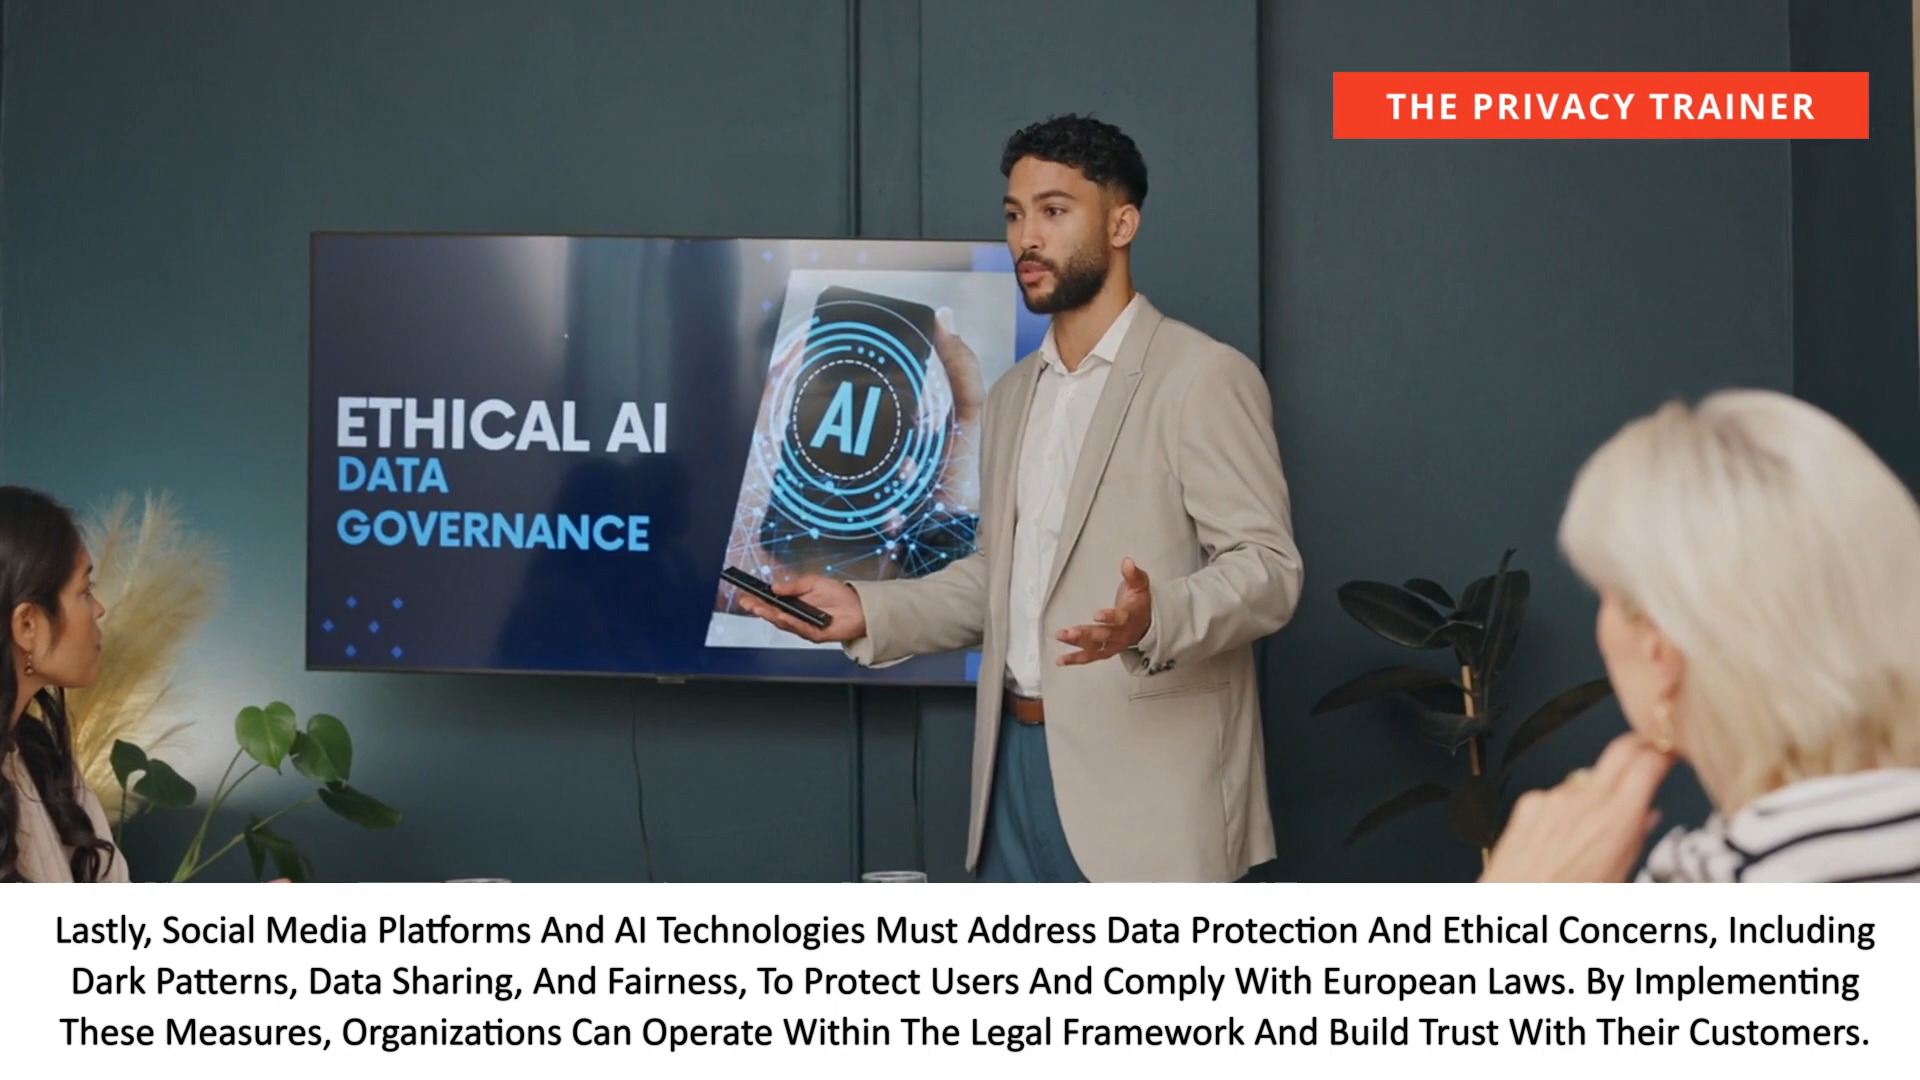 THE PRIVACY TRAINER
ETHICAL AI
DATA
GOVERNANCE
AI
Lastly, Social Media Platforms And AI Technologies Must Address Data Protection And Ethical Concerns, Including
Dark Patterns, Data Sharing, And Fairness, To Protect Users And Comply With European Laws. By Implementing
These Measures, Organizations Can Operate Within The Legal Framework And Build Trust With Their Customers.